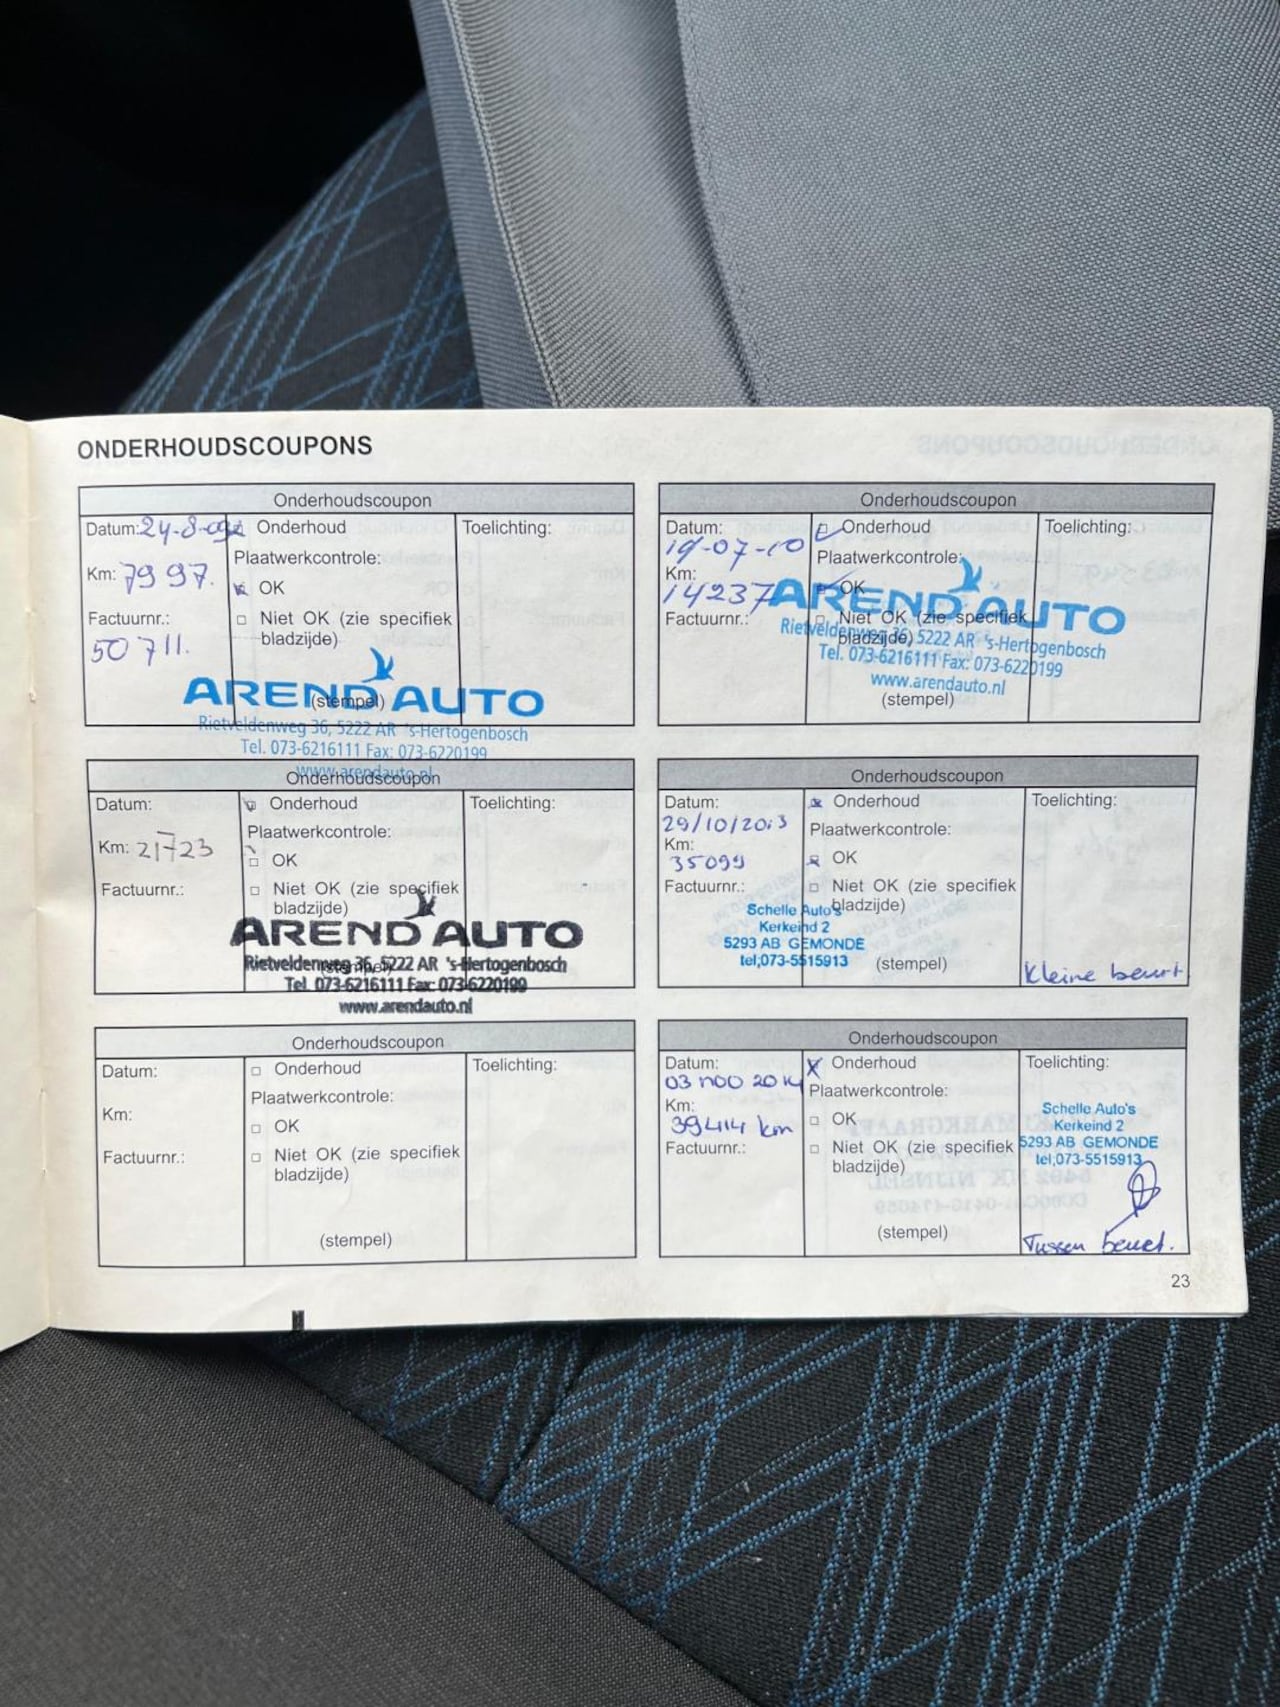 ONDERHOUDSCOUPONS
Onderhoudscoupon
Datum: 24-8-09
Onderhoud
Toelichting:
Plaatwerkcontrole:
Km: 7997.
OK
Factuurnr.:
50711.
Niet OK (zie specifiek
bladzijde)
(stempel)
AREND AUTO
Rietveldenweg 36, 5222 AR 's-Hertogenbosch
Tel. 073-6216111 Fax: 073-6220199
www.arendauto.nl
Onderhoudscoupon
Datum:
19-07-10
Onderhoud
Toelichting:
Plaatwerkcontrole:
Km:
14237
OK
Factuurnr.:
Niet OK (zie specifiek
bladzijde)
AREND AUTO
Rietveldenweg 36, 5222 AR 's-Hertogenbosch
Tel. 073-6216111 Fax: 073-6220199
www.arendauto.nl
(stempel)
Onderhoudscoupon
Datum:
Onderhoud
Toelichting:
Plaatwerkcontrole:
Km: 21723
OK
Factuurnr.:
Niet OK (zie specifiek
bladzijde)
(stempel)
AREND AUTO
Rietveldenweg 36, 5222 AR 's-Hertogenbosch
Tel. 073-6216111 Fax: 073-6220199
www.arendauto.nl
Onderhoudscoupon
Datum:
29/10/2013
Onderhoud
Toelichting:
Plaatwerkcontrole:
Km:
35099
OK
Factuurnr.:
Niet OK (zie specifiek
bladzijde)
Schelle Auto's
Kerkeind 2
5293 AB GEMONDE
tel;073-5515913
(stempel)
Kleine beurt
Onderhoudscoupon
Datum:
Onderhoud
Toelichting:
Plaatwerkcontrole:
Km:
OK
Factuurnr.:
Niet OK (zie specifiek
bladzijde)
(stempel)
Onderhoudscoupon
Datum:
03 nov 2014
Onderhoud
Toelichting:
Plaatwerkcontrole:
Km:
39414 km
OK
Factuurnr.:
Niet OK (zie specifiek
bladzijde)
Schelle Auto's
Kerkeind 2
5293 AB GEMONDE
tel;073-5515913
(stempel)
Tussen beurt.
23